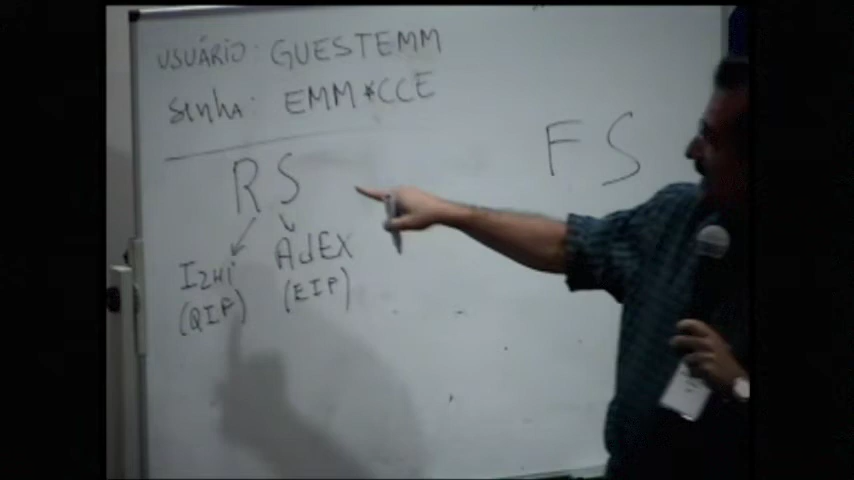 USUÁRIO: GUESTEMM
Senha: EMM*CCE
RS
FS
Izhi AdEx
(QIF) (EIF)